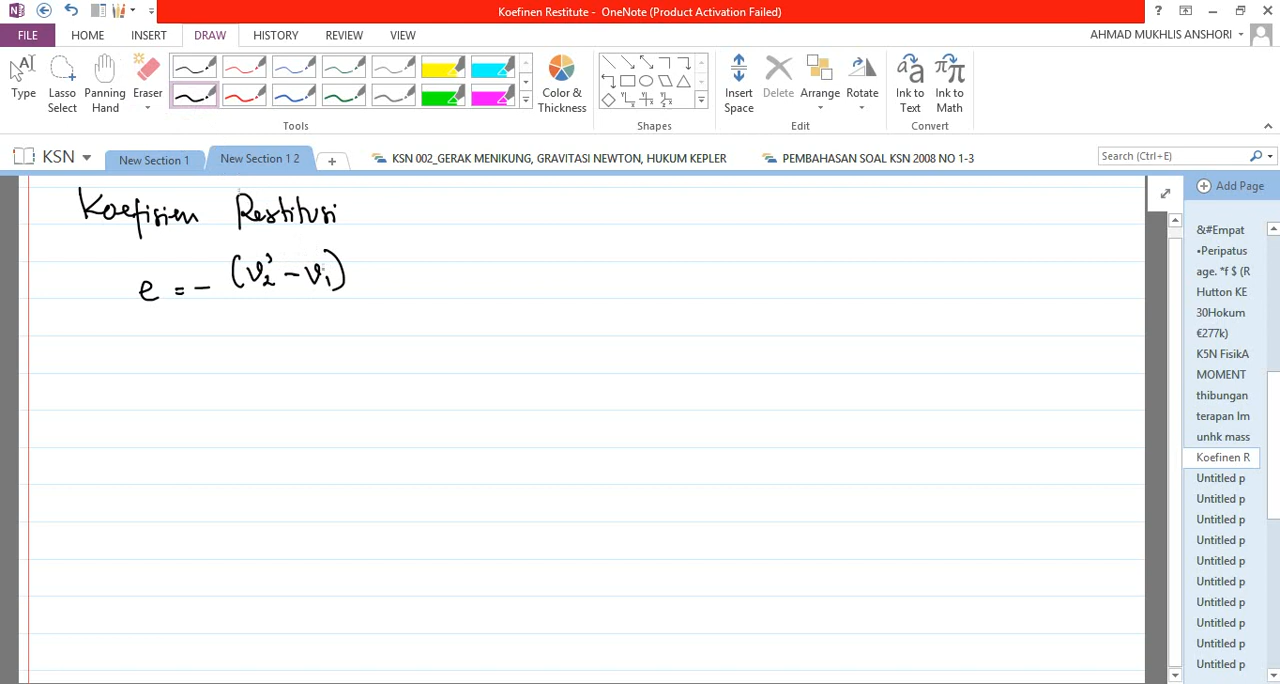 Koefinen Restitute - OneNote (Product Activation Failed)
FILE HOME INSERT DRAW HISTORY REVIEW VIEW AHMAD MUKHLIS ANSHORI
Type Lasso Select Panning Hand Eraser Color & Thickness Insert Space Delete Arrange Rotate Ink to Text Ink to Math
Tools Shapes Edit Convert
KSN New Section 1 New Section 1 2 KSN 002_GERAK MENIKUNG, GRAVITASI NEWTON, HUKUM KEPLER PEMBAHASAN SOAL KSN 2008 NO 1-3 Search (Ctrl+E)
Add Page
Koefisien Restitusi
e = - (v₂' - v₁)
&#Empat
•Peripatus
age. *f $ (R
Hutton KE
30Hokum
€277k)
K5N FisikA
MOMENT
thibungan
terapan Im
unhk mass
Koefinen R
Untitled p
Untitled p
Untitled p
Untitled p
Untitled p
Untitled p
Untitled p
Untitled p
Untitled p
Untitled p